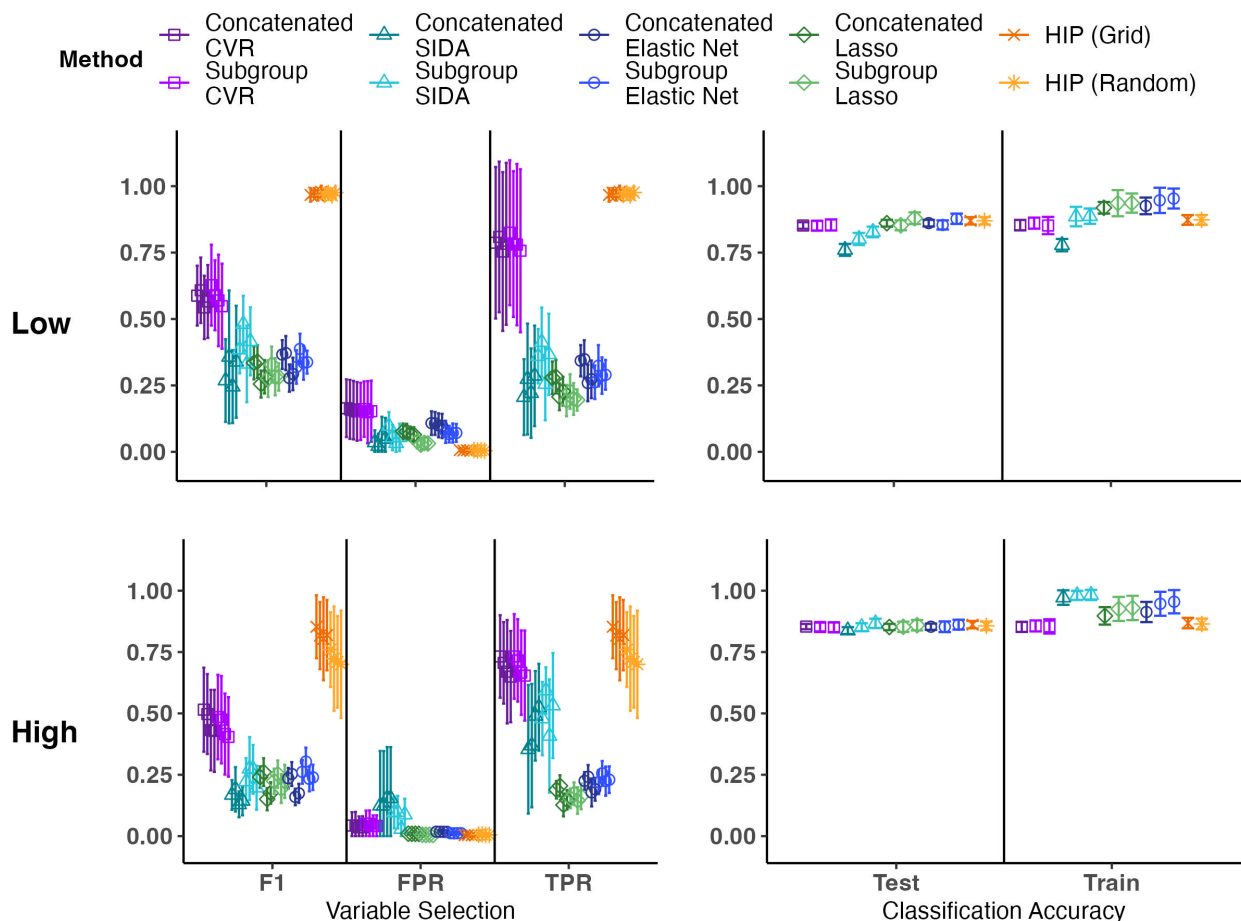 Method
Concatenated CVR
Concatenated SIDA
Concatenated Elastic Net
Concatenated Lasso
HIP (Grid)
Subgroup CVR
Subgroup SIDA
Subgroup Elastic Net
Subgroup Lasso
HIP (Random)
Low
1.00
0.75
0.50
0.25
0.00
1.00
0.75
0.50
0.25
0.00
High
1.00
0.75
0.50
0.25
0.00
1.00
0.75
0.50
0.25
0.00
F1 FPR TPR
Variable Selection
Test Train
Classification Accuracy